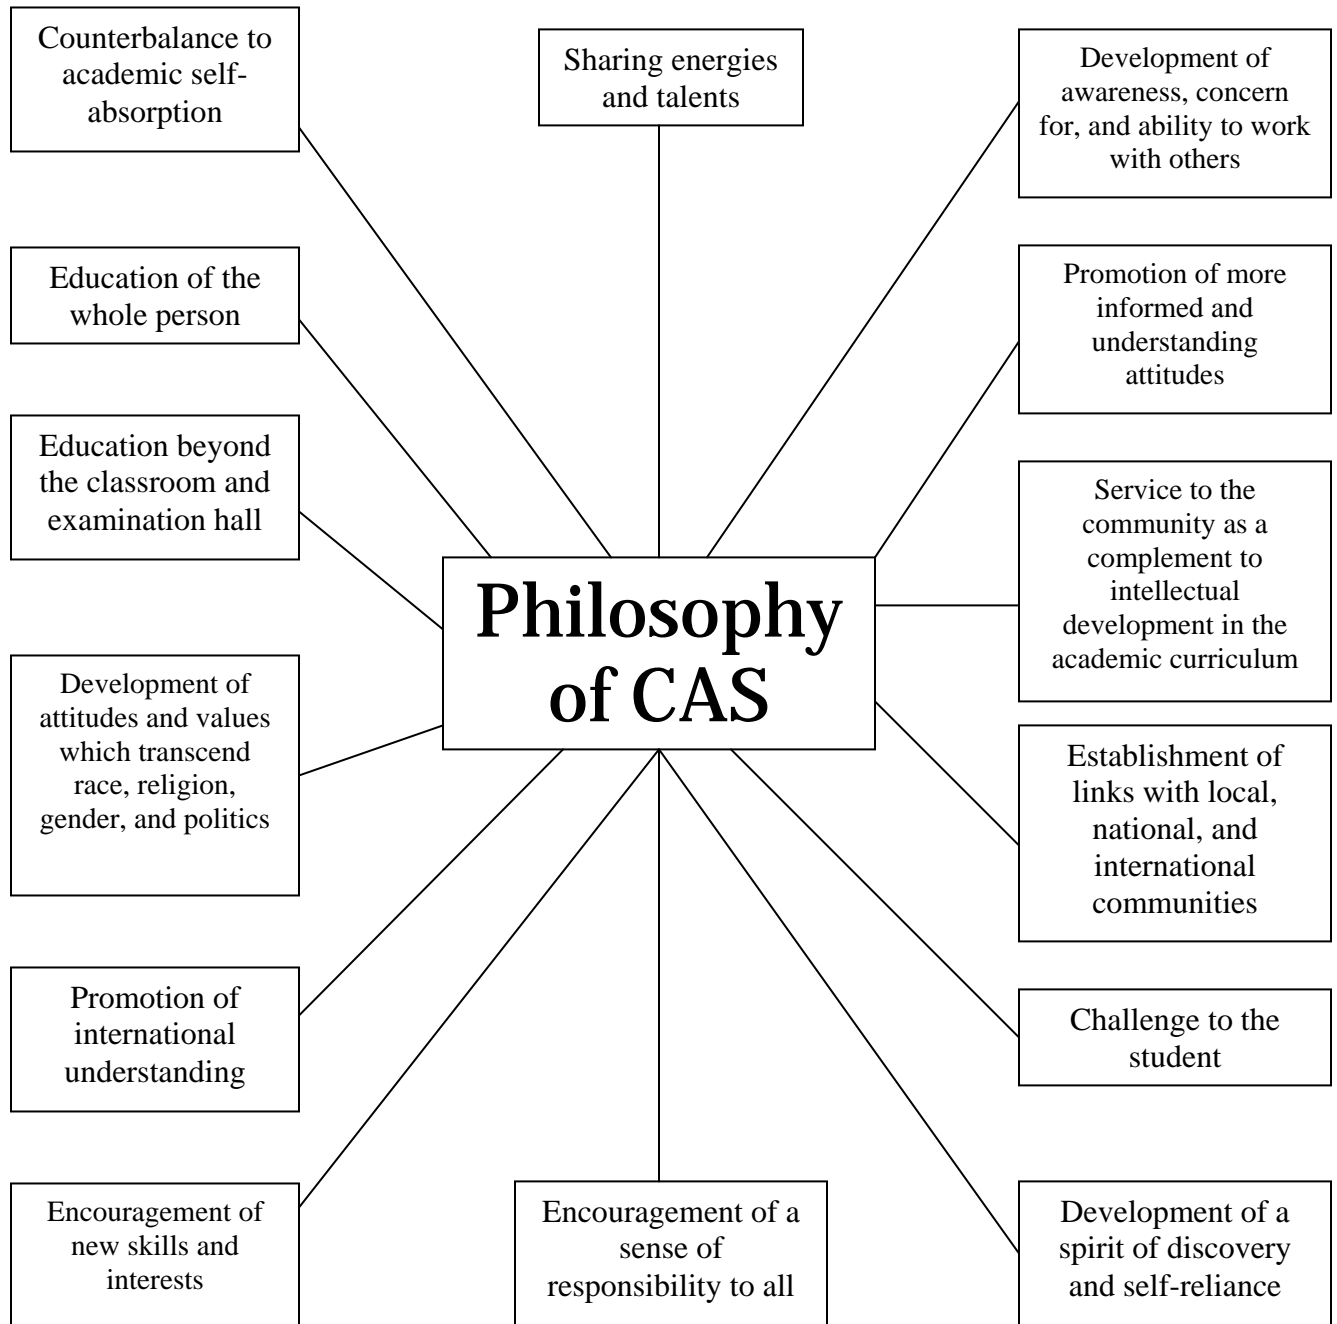 Counterbalance to
academic self-
absorption
Sharing energies
and talents
Development of
awareness, concern
for, and ability to work
with others
Education of the
whole person
Promotion of more
informed and
understanding
attitudes
Education beyond
the classroom and
examination hall
Service to the
community as a
complement to
intellectual
development in the
academic curriculum
Philosophy
of CAS
Development of
attitudes and values
which transcend
race, religion,
gender, and politics
Establishment of
links with local,
national, and
international
communities
Promotion of
international
understanding
Challenge to the
student
Encouragement of
new skills and
interests
Encouragement of a
sense of
responsibility to all
Development of a
spirit of discovery
and self-reliance